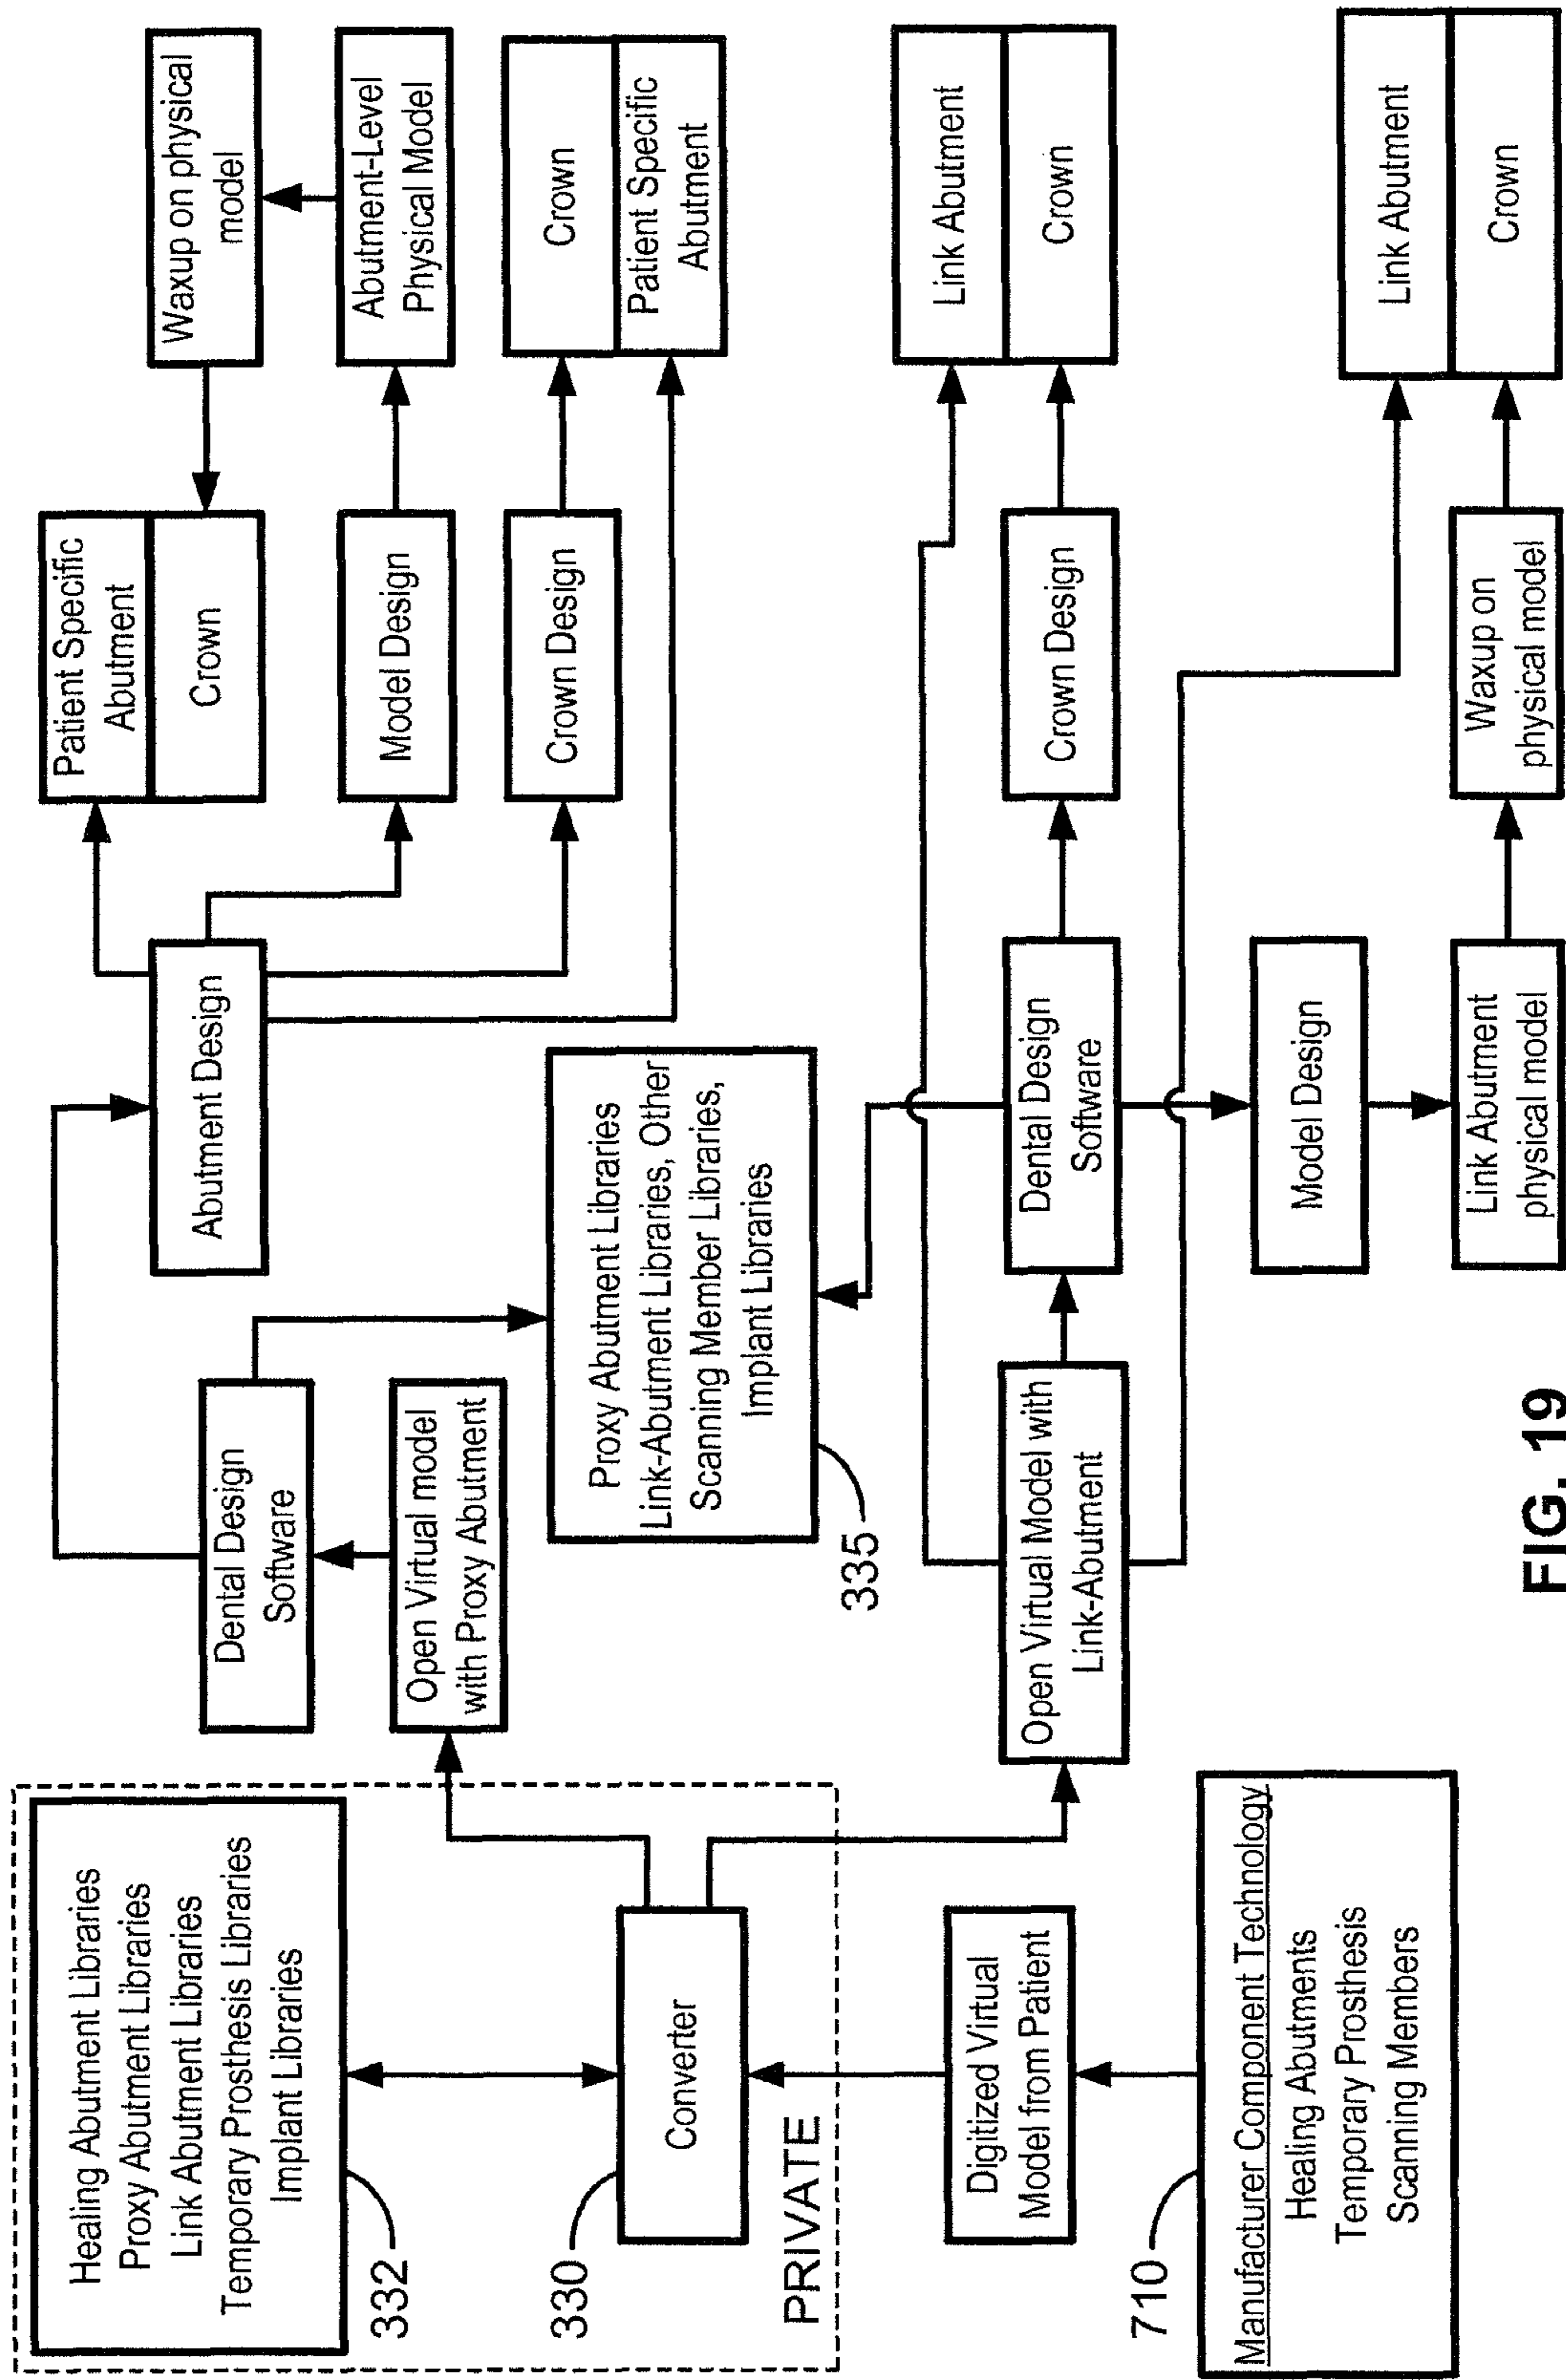 Healing Abutment Libraries
Proxy Abutment Libraries
Link Abutment Libraries
Temporary Prosthesis Libraries
Implant Libraries
332
Converter
330
PRIVATE
Digitized Virtual
Model from Patient
710
Manufacturer Component Technology
Healing Abutments
Temporary Prosthesis
Scanning Members
Dental Design
Software
Open Virtual model
with Proxy Abutment
Proxy Abutment Libraries
Link-Abutment Libraries, Other
Scanning Member Libraries,
Implant Libraries
335
Open Virtual Model with
Link-Abutment
Abutment Design
Dental Design
Software
Model Design
Link Abutment
physical model
Patient Specific
Abutment
Crown
Model Design
Crown Design
Crown Design
Waxup on
physical model
Waxup on physical
model
Abutment-Level
Physical Model
Crown
Patient Specific
Abutment
Link Abutment
Crown
Link Abutment
Crown
FIG. 19